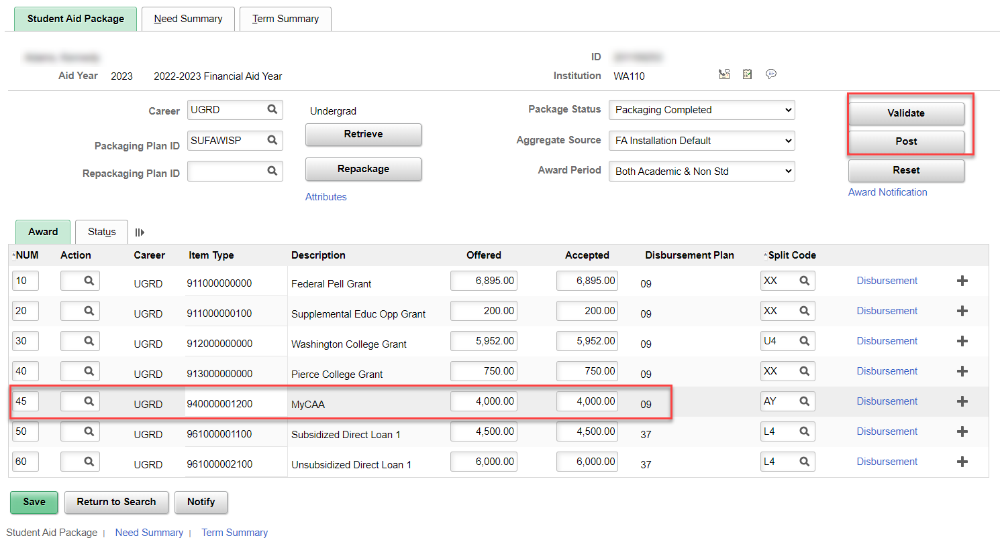 Student Aid Package Need Summary Term Summary
ID
Aid Year 2023 2022-2023 Financial Aid Year Institution WA110
Career UGRD Undergrad Package Status Packaging Completed Validate
Packaging Plan ID SUFAWISP Retrieve Aggregate Source FA Installation Default Post
Repackaging Plan ID Repackage Award Period Both Academic & Non Std Reset
Attributes Award Notification
Award Status
*NUM Action Career Item Type Description Offered Accepted Disbursement Plan *Split Code
10 UGRD 911000000000 Federal Pell Grant 6,895.00 6,895.00 09 XX Disbursement
20 UGRD 911000000100 Supplemental Educ Opp Grant 200.00 200.00 09 XX Disbursement
30 UGRD 912000000000 Washington College Grant 5,952.00 5,952.00 09 U4 Disbursement
40 UGRD 913000000000 Pierce College Grant 750.00 750.00 09 XX Disbursement
45 UGRD 940000001200 MyCAA 4,000.00 4,000.00 09 AY Disbursement
50 UGRD 961000001100 Subsidized Direct Loan 1 4,500.00 4,500.00 37 L4 Disbursement
60 UGRD 961000002100 Unsubsidized Direct Loan 1 6,000.00 6,000.00 37 L4 Disbursement
Save Return to Search Notify
Student Aid Package | Need Summary | Term Summary